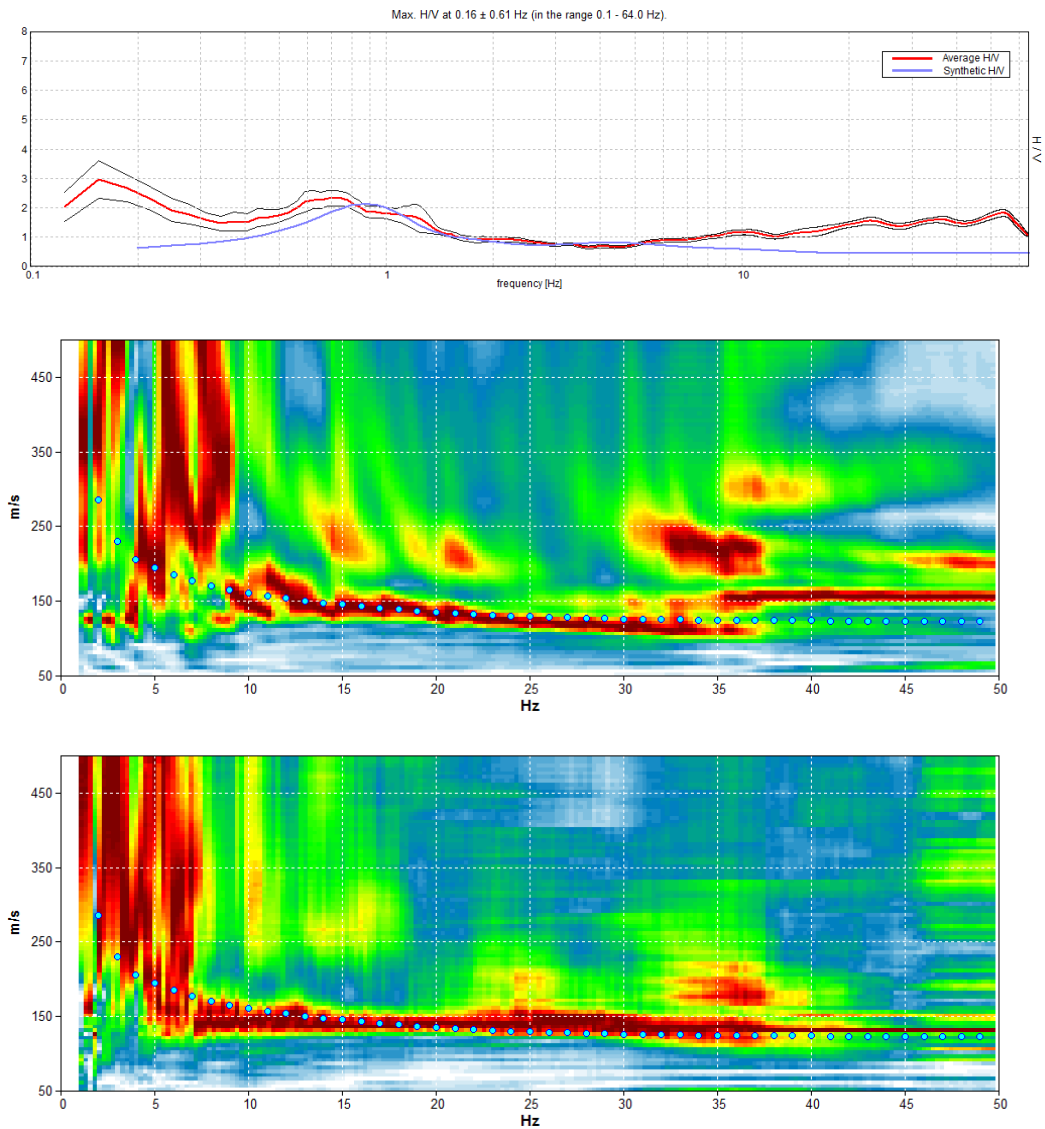 Max. H/V at 0.16 ± 0.61 Hz (in the range 0.1 - 64.0 Hz).
8
7
6
5
4
3
2
1
0
0.1
1
10
Average H/V
Synthetic H/V
H / V
frequency [Hz]
450
350
250
150
50
m/s
0 5 10 15 20 25 30 35 40 45 50
Hz
450
350
250
150
50
m/s
0 5 10 15 20 25 30 35 40 45 50
Hz